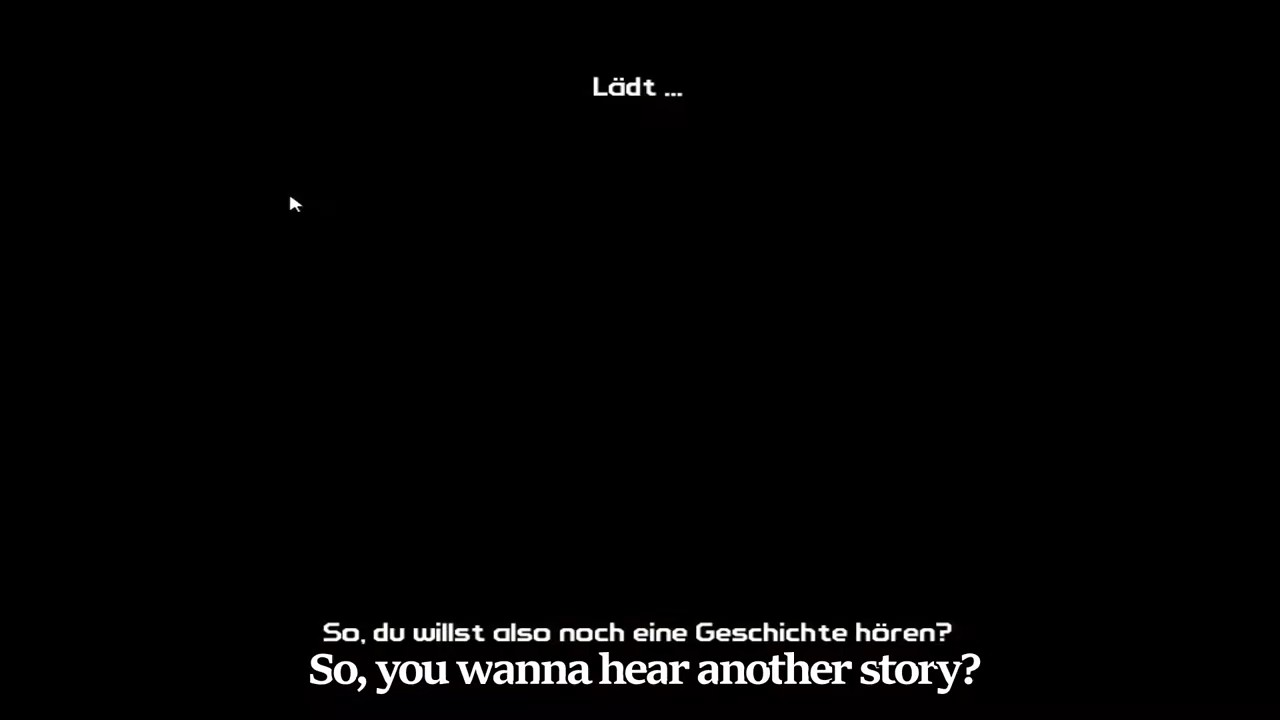 Lädt ...
So, du willst also noch eine Geschichte hören?
So, you wanna hear another story?